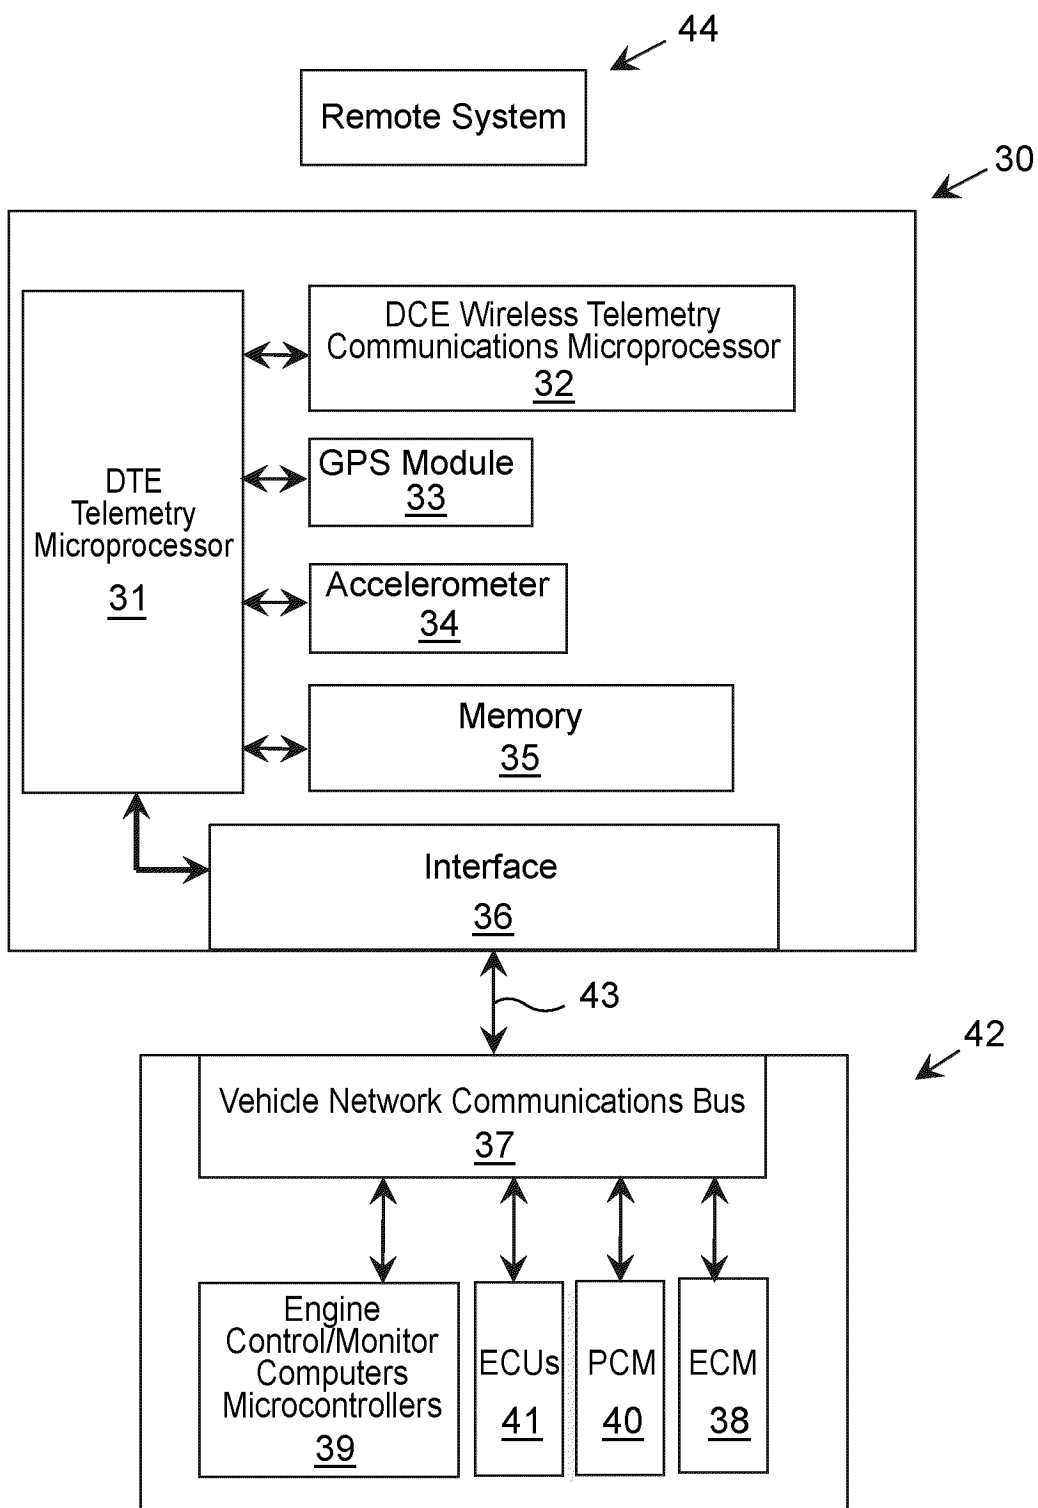 44
Remote System
30
DCE Wireless Telemetry
Communications Microprocessor
32
GPS Module
33
DTE
Telemetry
Microprocessor
31
Accelerometer
34
Memory
35
Interface
36
43
42
Vehicle Network Communications Bus
37
Engine
Control/Monitor
Computers
Microcontrollers
39
ECUs
41
PCM
40
ECM
38